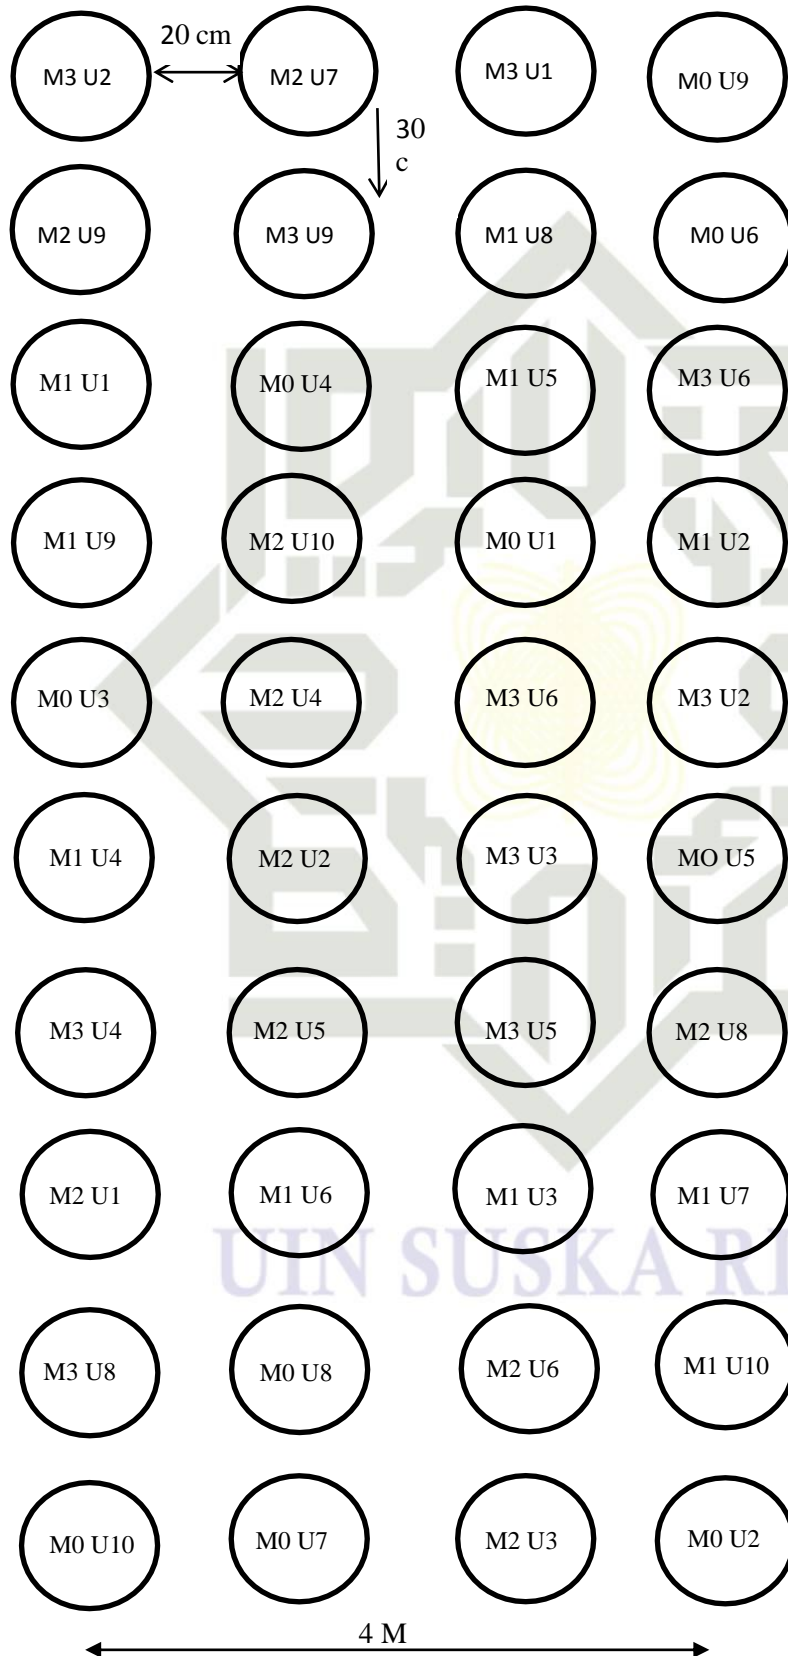 20 cm
M3 U2 M2 U7 M3 U1 M0 U9
30
c
M2 U9 M3 U9 M1 U8 M0 U6
M1 U1 M0 U4 M1 U5 M3 U6
M1 U9 M2 U10 M0 U1 M1 U2
M0 U3 M2 U4 M3 U6 M3 U2
M1 U4 M2 U2 M3 U3 MO U5
M3 U4 M2 U5 M3 U5 M2 U8
M2 U1 M1 U6 M1 U3 M1 U7
UIN SUSKA RI
M3 U8 M0 U8 M2 U6 M1 U10
M0 U10 M0 U7 M2 U3 M0 U2
4 M